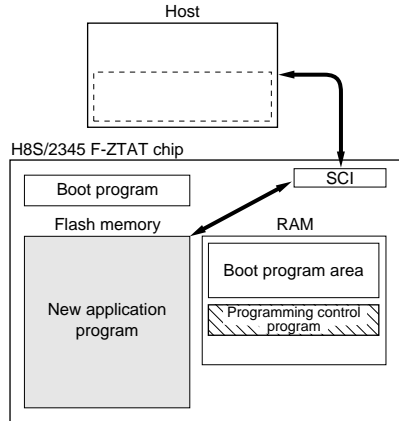 Host
H8S/2345 F-ZTAT chip
SCI
Boot program
Flash memory
RAM
Boot program area
New application
program
Programming control
program